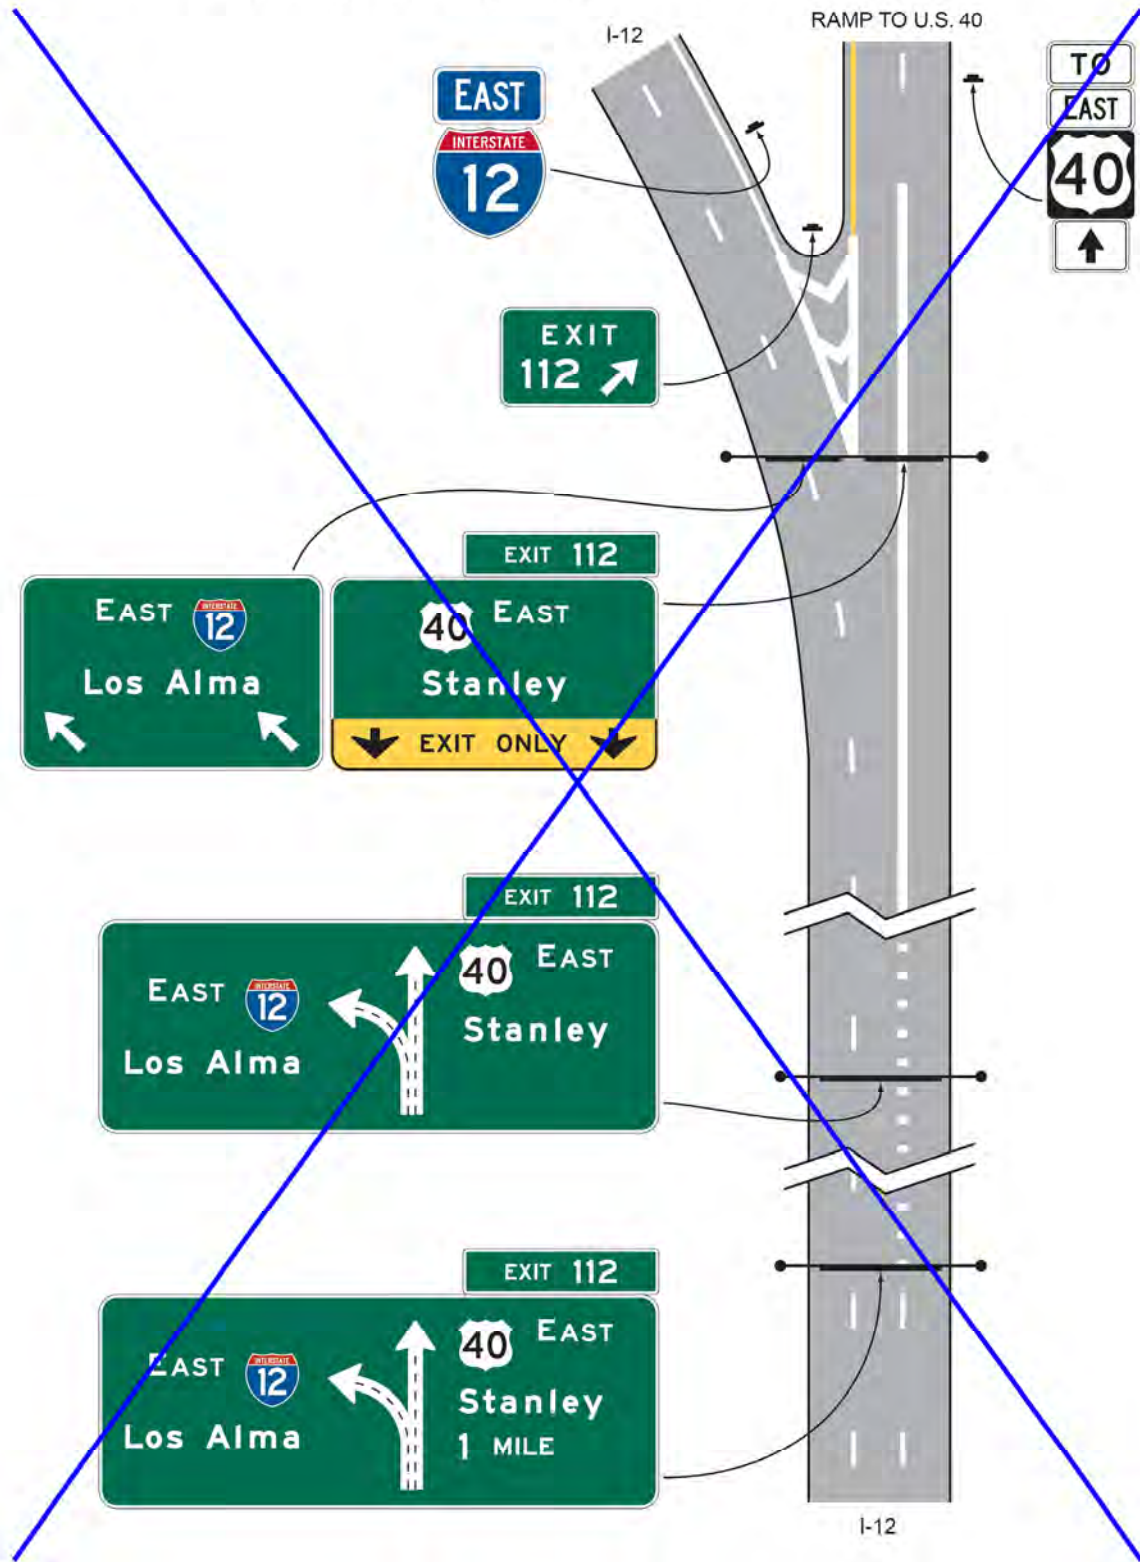 I-12
RAMP TO U.S. 40
EAST
INTERSTATE
12
TO
EAST
40
EXIT
112
EXIT 112
EAST INTERSTATE 12
Los Alma
40 EAST
Stanley
EXIT ONLY
EXIT 112
EAST INTERSTATE 12
Los Alma
40 EAST
Stanley
EXIT 112
EAST INTERSTATE 12
Los Alma
40 EAST
Stanley
1 MILE
I-12